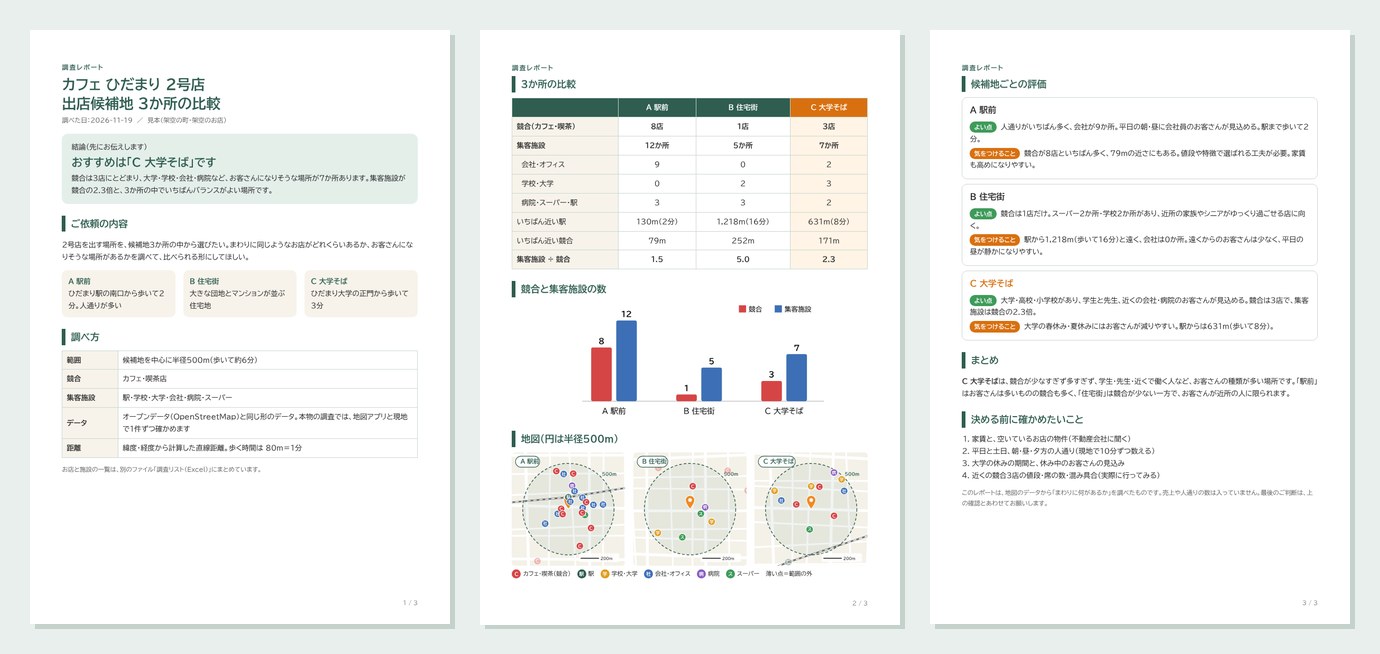 調査レポート
カフェ ひだまり 2号店
出店候補地 3か所の比較
調べた日:2026-11-19 ／ 見本(架空の町・架空のお店)
結論(先にお伝えします)
おすすめは「C 大学そば」です
競合は3店にとどまり、大学・学校・会社・病院など、お客さんになりそうな場所が7か所あります。集客施設が
競合の2.3倍と、3か所の中でいちばんバランスがよい場所です。
ご依頼の内容
2号店を出す場所を、候補地3か所の中から選びたい。まわりに同じようなお店がどれくらいあるか、お客さんにな
りそうな場所があるかを調べて、比べられる形にしてほしい。
A 駅前
ひだまり駅の南口から歩いて2
分。人通りが多い
B 住宅街
大きな団地とマンションが並ぶ
住宅地
C 大学そば
ひだまり大学の正門から歩いて
3分
調べ方
範囲 候補地を中心に半径500m(歩いて約6分)
競合 カフェ・喫茶店
集客施設 駅・学校・大学・会社・病院・スーパー
データ オープンデータ(OpenStreetMap)と同じ形のデータ。本物の調査では、地図アプリと現地
で1件ずつ確かめます
距離 緯度・経度から計算した直線距離。歩く時間は 80m＝1分
お店と施設の一覧は、別のファイル「調査リスト(Excel)」にまとめています。
1 / 3
調査レポート
3か所の比較
A 駅前 B 住宅街 C 大学そば
競合(カフェ・喫茶) 8店 1店 3店
集客施設 12か所 5か所 7か所
会社・オフィス 9 0 2
学校・大学 0 2 3
病院・スーパー・駅 3 3 2
いちばん近い駅 130m(2分) 1,218m(16分) 631m(8分)
いちばん近い競合 79m 252m 171m
集客施設 ÷ 競合 1.5 5.0 2.3
競合と集客施設の数
競合 集客施設
8 12 1 5 3 7
A 駅前 B 住宅街 C 大学そば
地図(円は半径500m)
A 駅前 500m 200m
B 住宅街 500m 200m
C 大学そば 500m 200m
C カフェ・喫茶(競合) 駅 駅 学 学校・大学 社 会社・オフィス 病 病院 ス スーパー 薄い点＝範囲の外
2 / 3
調査レポート
候補地ごとの評価
A 駅前
よい点 人通りがいちばん多く、会社が9か所。平日の朝・昼に会社員のお客さんが見込める。駅まで歩いて2
分。
気をつけること 競合が8店といちばん多く、79mの近さにもある。値段や特徴で選ばれる工夫が必要。家賃
も高めになりやすい。
B 住宅街
よい点 競合は1店だけ。スーパー2か所・学校2か所があり、近所の家族やシニアがゆっくり過ごせる店に向
く。
気をつけること 駅から1,218m(歩いて16分)と遠く、会社は0か所。遠くからのお客さんは少なく、平日の
昼が静かになりやすい。
C 大学そば
よい点 大学・高校・小学校があり、学生と先生、近くの会社・病院のお客さんが見込める。競合は3店で、集客
施設は競合の2.3倍。
気をつけること 大学の春休み・夏休みにはお客さんが減りやすい。駅からは631m(歩いて8分)。
まとめ
C 大学そばは、競合が少なすぎず多すぎず、学生・先生・近くで働く人など、お客さんの種類が多い場所です。「駅前」
はお客さんは多いものの競合も多く、「住宅街」は競合が少ない一方で、お客さんが近所の人に限られます。
決める前に確かめたいこと
1. 家賃と、空いているお店の物件(不動産会社に聞く)
2. 平日と土日、朝・昼・夕方の人通り(現地で10分ずつ数える)
3. 大学の休みの期間と、休み中のお客さんの見込み
4. 近くの競合3店の値段・席の数・混み具合(実際に行ってみる)
このレポートは、地図のデータから「まわりに何があるか」を調べたものです。売上や人通りの数は入っていません。最後のご判断は、上
の確認とあわせてお願いします。
3 / 3